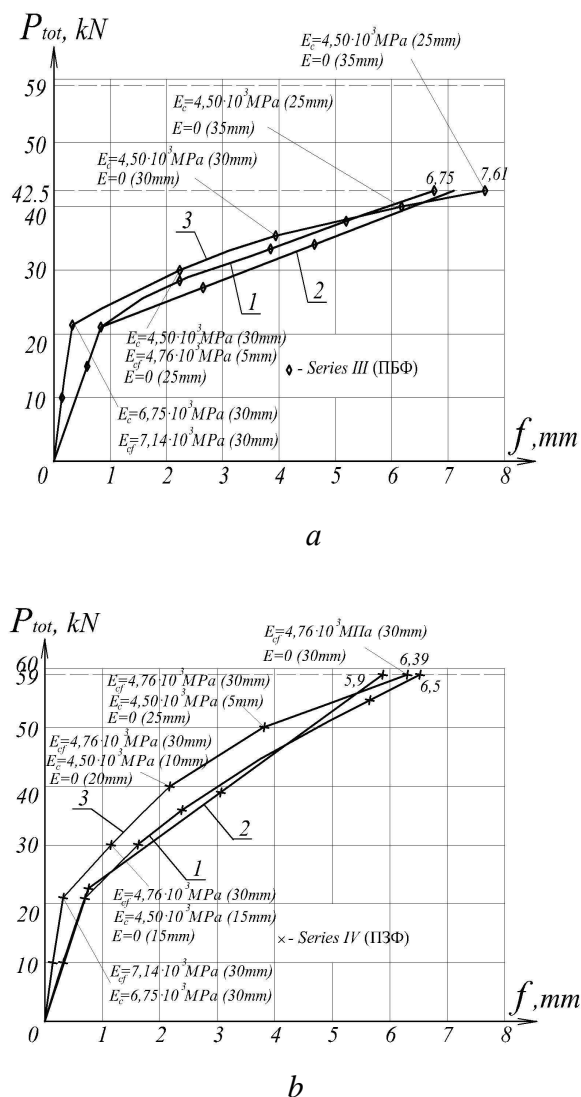 P_tot, kN
E_c=4,50·10³MPa (25mm)
E=0 (35mm)
59
E_c=4,50·10³MPa (25mm)
E=0 (35mm)
50
E_c=4,50·10³MPa (30mm)
E=0 (30mm)
6,75
7,61
42.5
40
3
30
1
2
E_c=4,50·10³MPa (30mm)
E_cf=4,76·10³MPa (5mm)
E=0 (25mm)
- Series III (ПБФ)
20
E_c=6,75·10³MPa (30mm)
E_cf=7,14·10³MPa (30mm)
10
f ,mm
0 1 2 3 4 5 6 7 8
a
P_tot, kN
E_cf=4,76·10³МПа (30mm)
E=0 (30mm)
6,39
59
E_cf=4,76·10³MPa (30mm)
E_c=4,50·10³MPa (5mm)
E=0 (25mm)
5,9
6,5
50
E_cf=4,76·10³MPa (30mm)
E_c=4,50·10³MPa (10mm)
E=0 (20mm)
40
3
2
30
1
E_cf=4,76·10³MPa (30mm)
E_c=4,50·10³MPa (15mm)
E=0 (15mm)
×- Series IV (ПЗФ)
20
E_cf=7,14·10³MPa (30mm)
E_c=6,75·10³MPa (30mm)
10
f ,mm
0 1 2 3 4 5 6 7 8
b